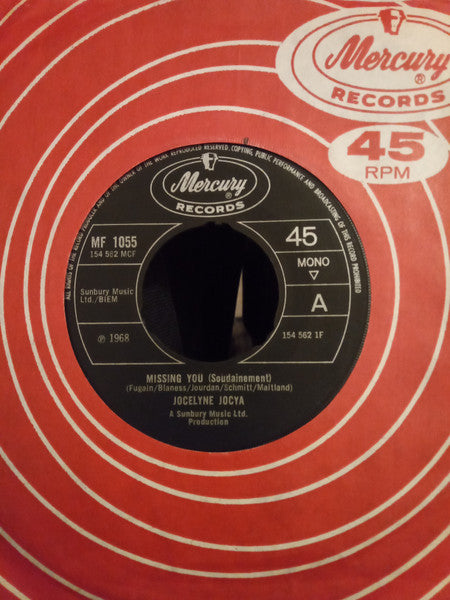 Mercury
®
RECORDS
45
RPM
ALL RIGHTS OF THE RECORD PRODUCER AND OF THE OWNER OF THE WORK REPRODUCED RESERVED. COPYING, PUBLIC PERFORMANCE AND BROADCASTING OF THIS RECORD PROHIBITED
Mercury
RECORDS
MF 1055
154 562 MCF
Sunbury Music
Ltd./BIEM
℗ 1968
45
MONO
A
154 562 1F
MISSING YOU (Soudainement)
(Fugain/Blaness/Jourdan/Schmitt/Maitland)
JOCELYNE JOCYA
A Sunbury Music Ltd.
Production